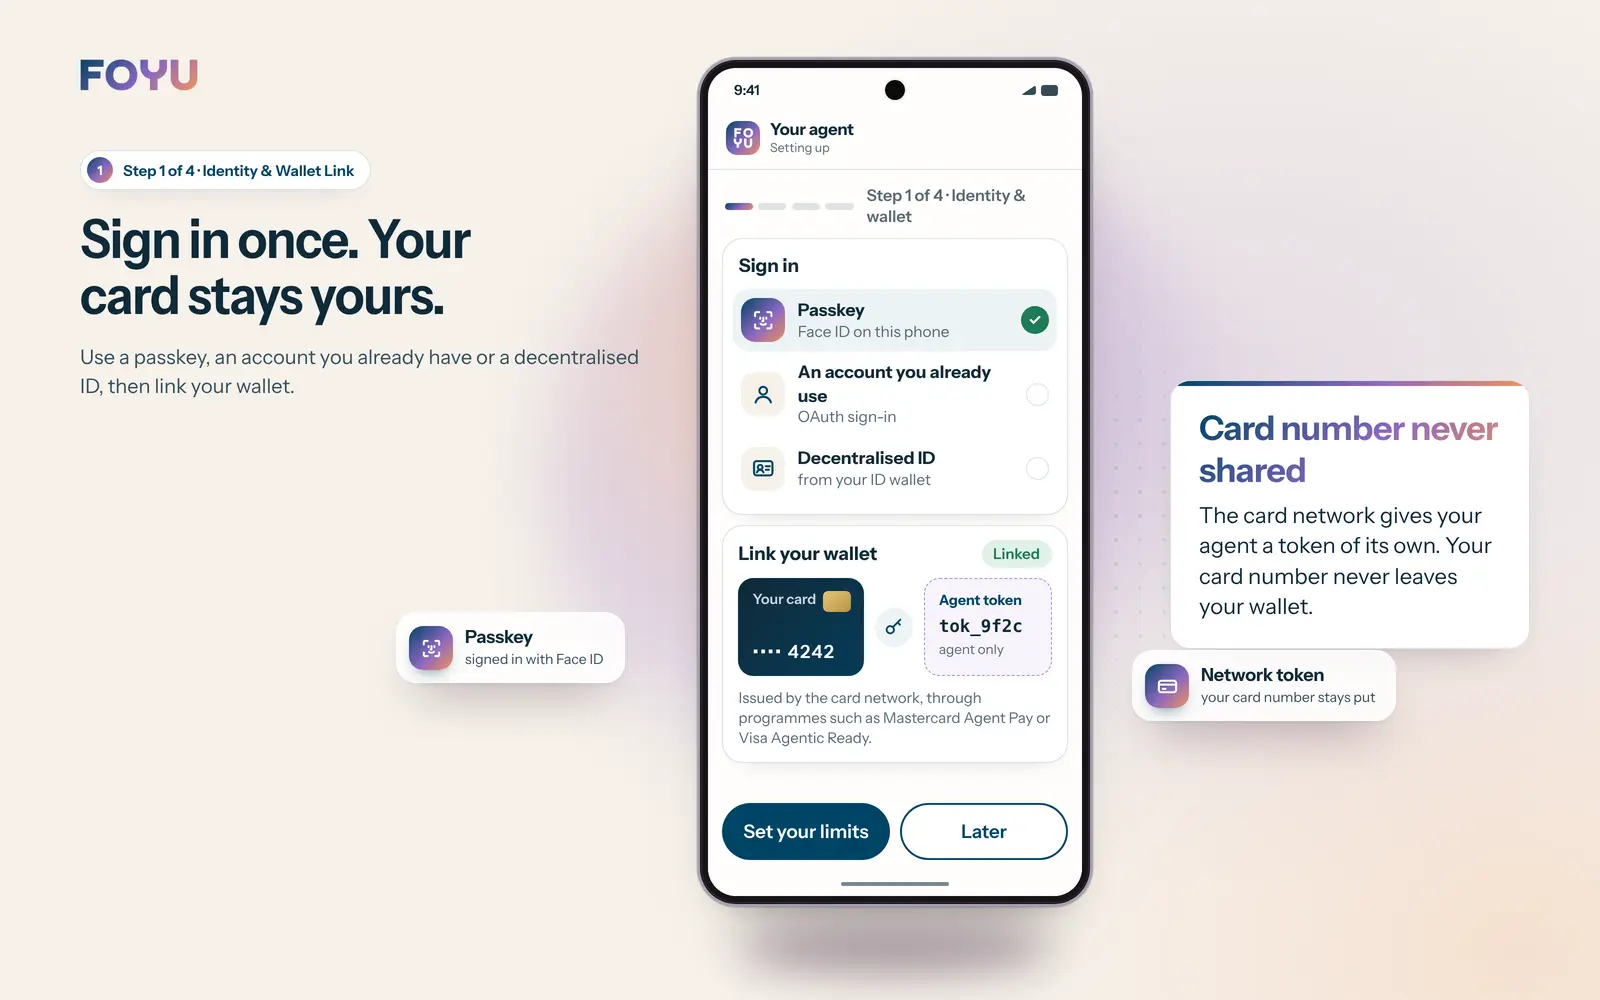 FOYU
1 Step 1 of 4 · Identity & Wallet Link
Sign in once. Your
card stays yours.
Use a passkey, an account you already have or a decentralised
ID, then link your wallet.
Passkey
signed in with Face ID
9:41
FO
YU
Your agent
Setting up
Step 1 of 4 · Identity &
wallet
Sign in
Passkey
Face ID on this phone
An account you already
use
OAuth sign-in
Decentralised ID
from your ID wallet
Link your wallet
Linked
Your card
•••• 4242
Agent token
tok_9f2c
agent only
Issued by the card network, through
programmes such as Mastercard Agent Pay or
Visa Agentic Ready.
Set your limits
Later
Card number never
shared
The card network gives your
agent a token of its own. Your
card number never leaves
your wallet.
Network token
your card number stays put